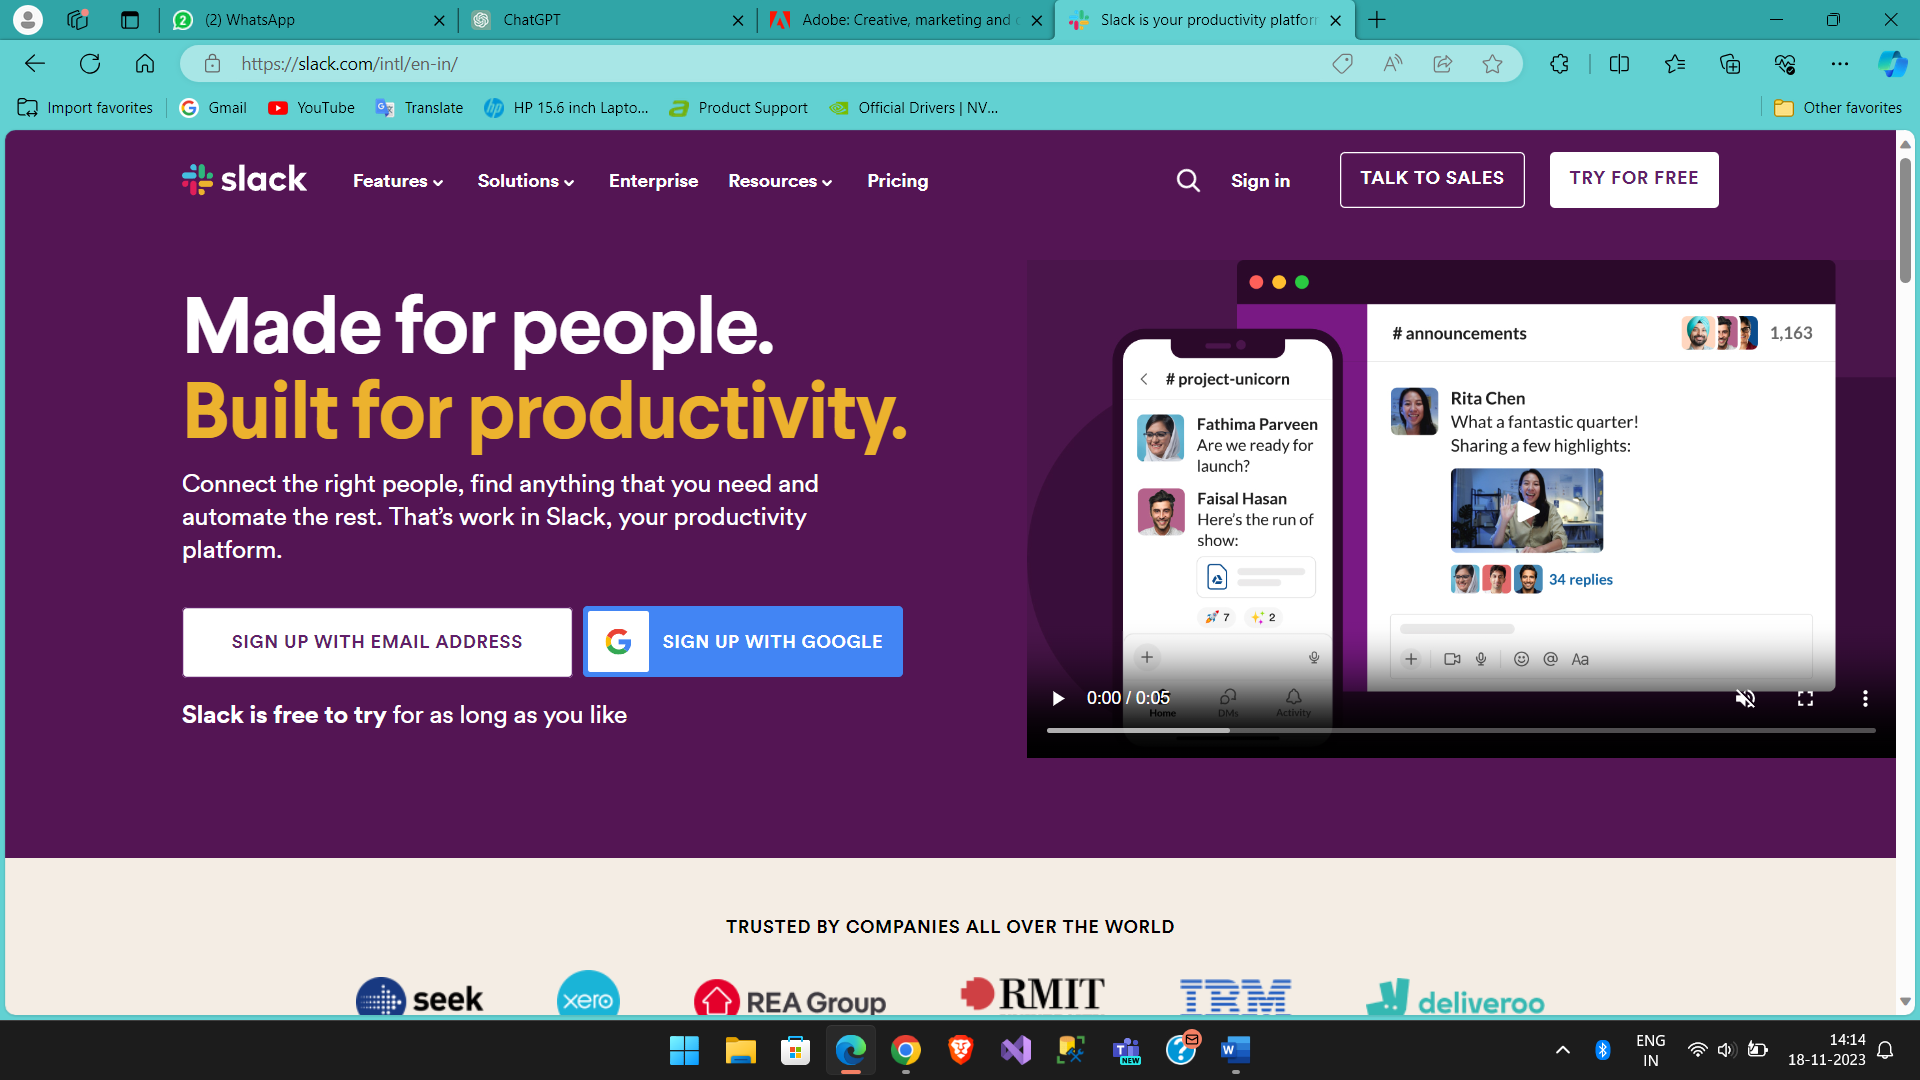 (2) WhatsApp
ChatGPT
Adobe: Creative, marketing and
Slack is your productivity platfor
https://slack.com/intl/en-in/
Import favorites
Gmail
YouTube
Translate
HP 15.6 inch Lapto...
Product Support
Official Drivers | NV...
Other favorites
slack
Features
Solutions
Enterprise
Resources
Pricing
Sign in
TALK TO SALES
TRY FOR FREE
Made for people.
Built for productivity.
Connect the right people, find anything that you need and
automate the rest. That’s work in Slack, your productivity
platform.
SIGN UP WITH EMAIL ADDRESS
G SIGN UP WITH GOOGLE
Slack is free to try for as long as you like
# project-unicorn
Fathima Parveen
Are we ready for
launch?
Faisal Hasan
Here’s the run of
show:
7
2
Home
DMs
Activity
# announcements
1,163
Rita Chen
What a fantastic quarter!
Sharing a few highlights:
34 replies
@ Aa
0:00 / 0:05
TRUSTED BY COMPANIES ALL OVER THE WORLD
seek
xero
REA Group
RMIT
IBM
deliveroo
NEW
ENG
IN
14:14
18-11-2023